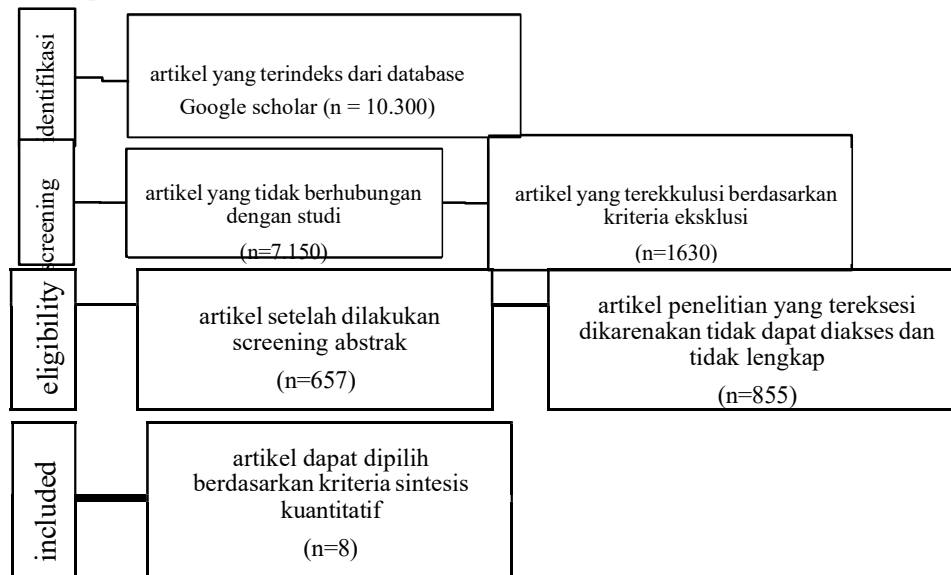 identifikasi
artikel yang terindeks dari database
Google scholar (n = 10.300)
screening
artikel yang tidak berhubungan
dengan studi
(n=7.150)
artikel yang terekkulusi berdasarkan
kriteria eksklusi
(n=1630)
eligibility
artikel setelah dilakukan
screening abstrak
(n=657)
artikel penelitian yang tereksesi
dikarenakan tidak dapat diakses dan
tidak lengkap
(n=855)
included
artikel dapat dipilih
berdasarkan kriteria sintesis
kuantitatif
(n=8)